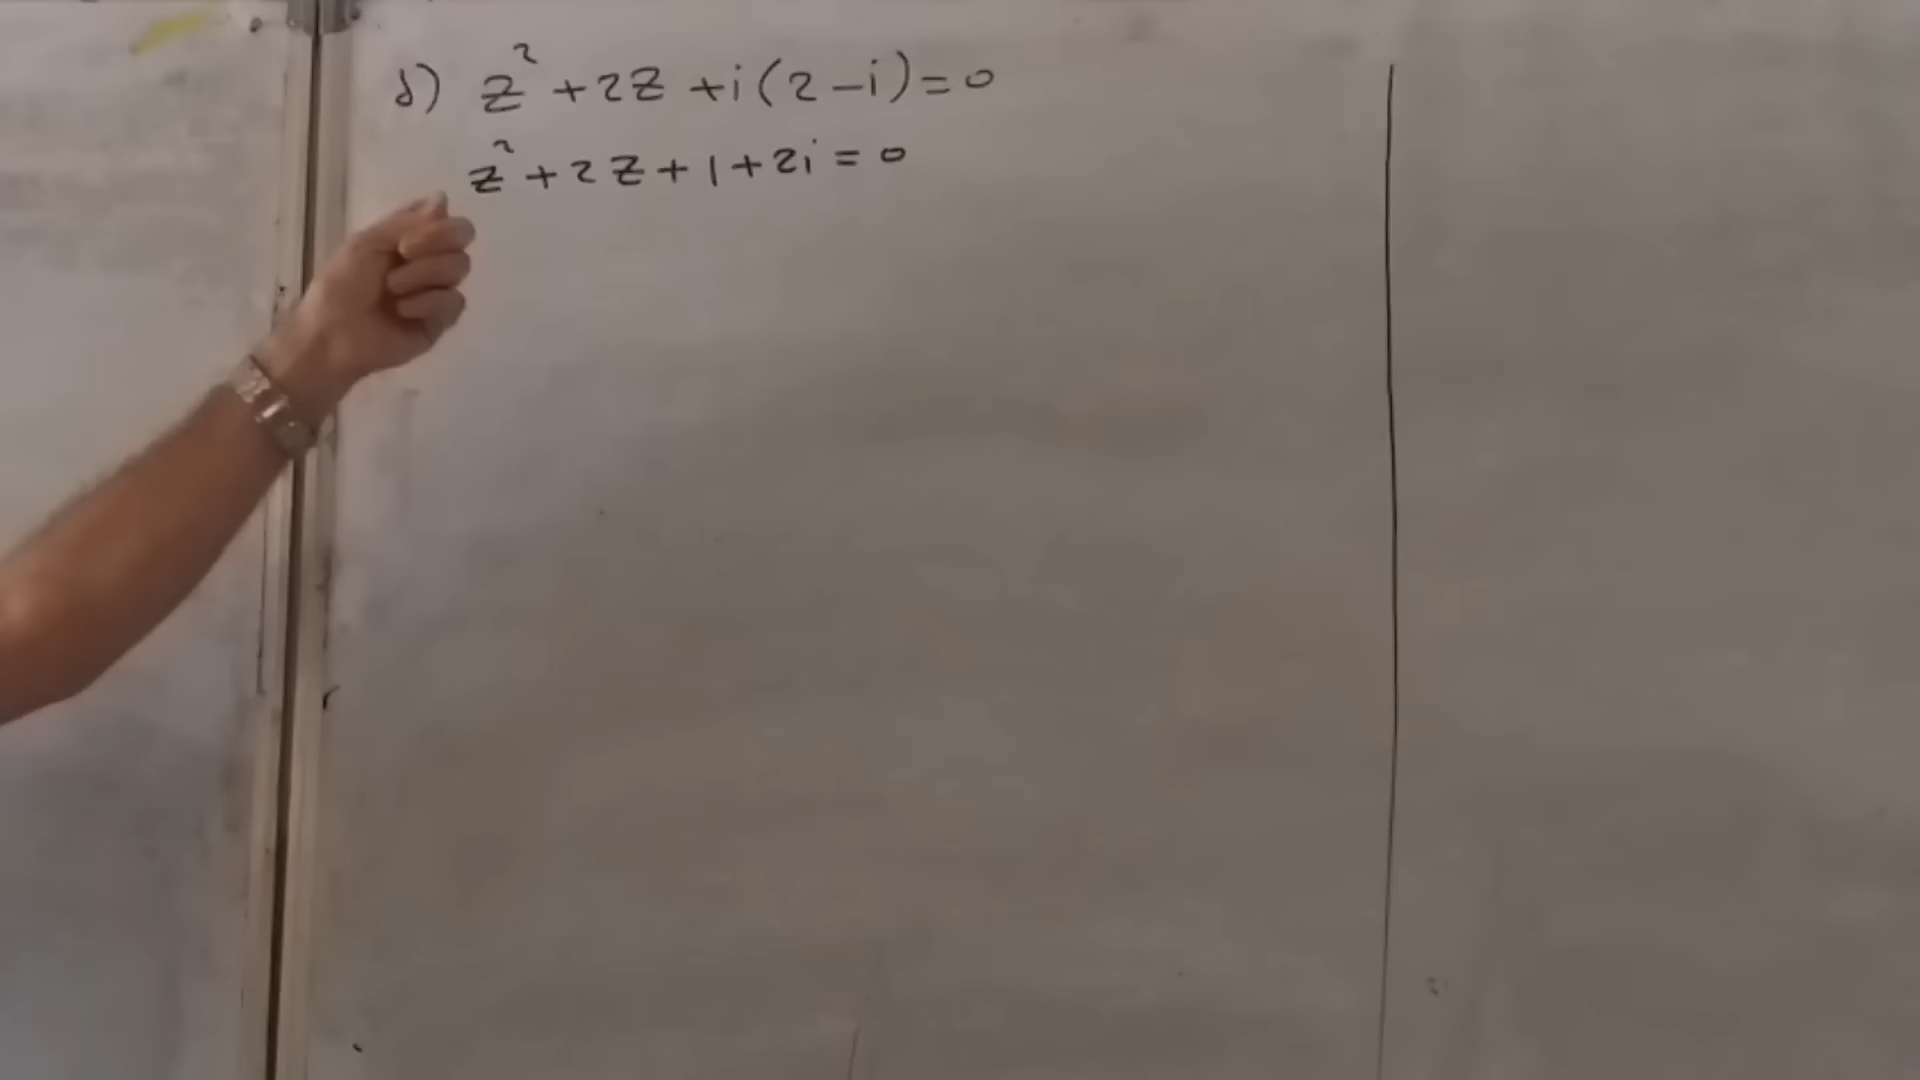 δ) z² + 2z + i(2 - i) = 0
z² + 2z + 1 + 2i = 0